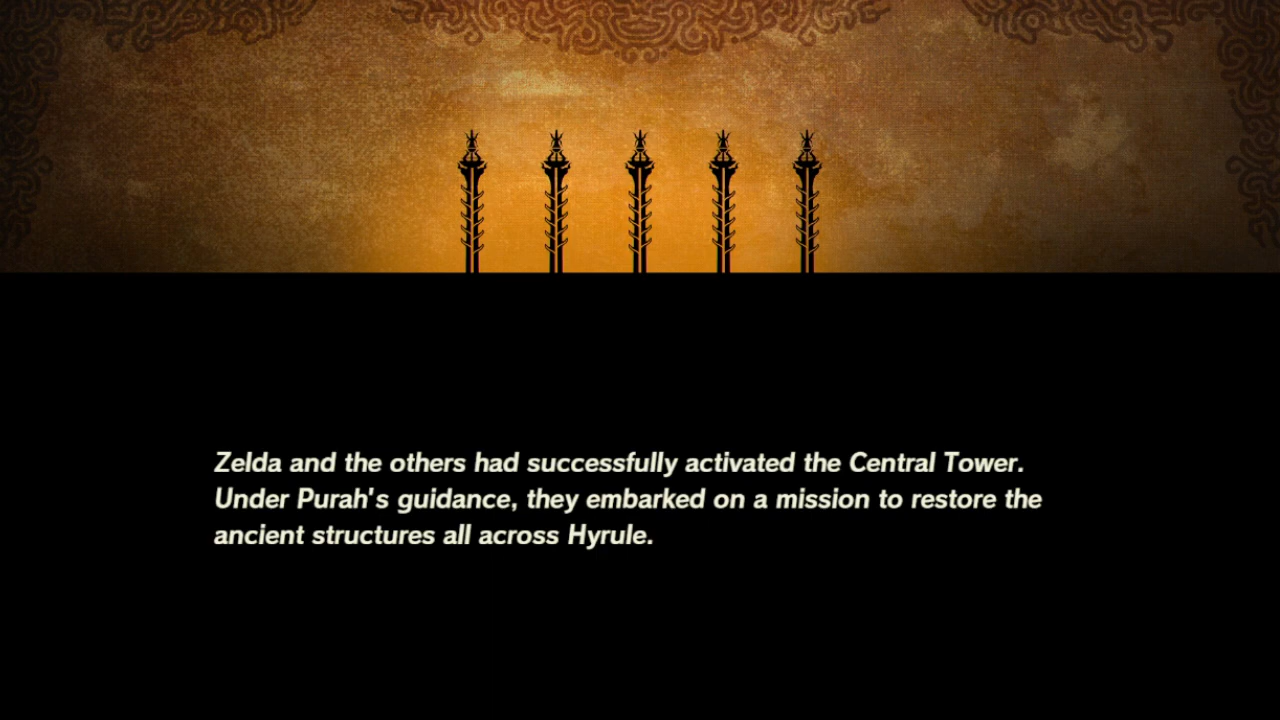 Zelda and the others had successfully activated the Central Tower.
Under Purah's guidance, they embarked on a mission to restore the
ancient structures all across Hyrule.